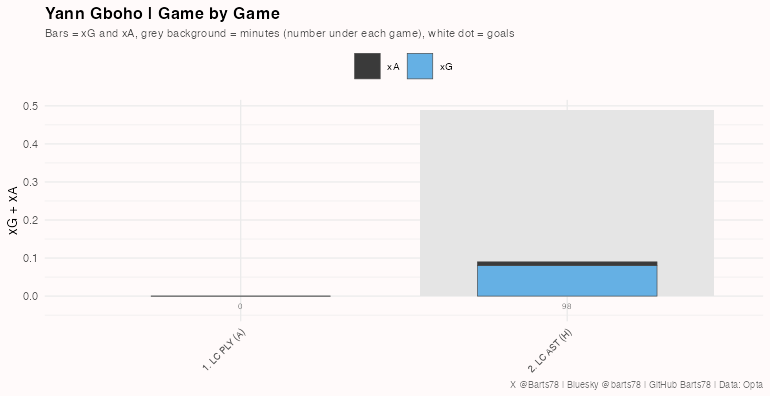 Yann Gboho | Game by Game
Bars = xG and xA, grey background = minutes (number under each game), white dot = goals
xA xG
0.5
0.4
0.3
0.2
0.1
0.0
xG + xA
0 98
1. LC PLY (A) 2. LC AST (H)
X @Barts78 | Bluesky @barts78 | GitHub Barts78 | Data: Opta